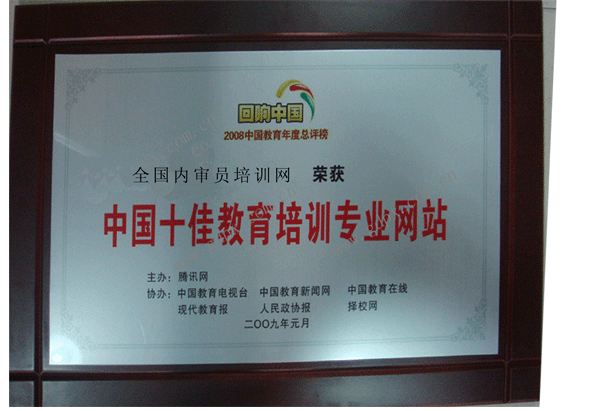 回响中国
2008中国教育年度总评榜
全国内审员培训网 荣获
中国十佳教育培训专业网站
主办：腾讯网
协办：中国教育电视台 中国教育新闻网 中国教育在线
现代教育报 人民政协报 择校网
二〇〇九年元月